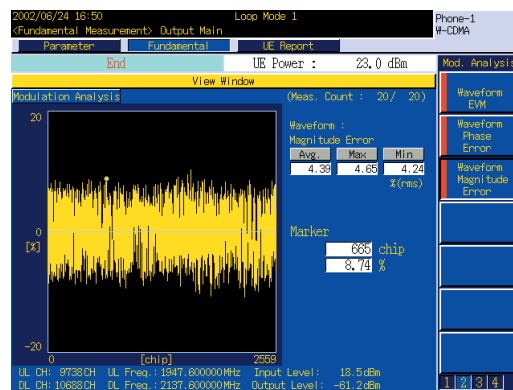 2002/06/24 16:50 Loop Mode 1
<Fundamental Measurement> Output Main
Phone-1
W-CDMA
Parameter Fundamental UE Report
End UE Power : 23.0 dBm
Mod. Analysis
View Window
Modulation Analysis (Meas. Count : 20/ 20)
Waveform EVM
Waveform Phase Error
Waveform Magnitude Error
20
0
[%]
-20
0 [chip] 2559
Waveform :
Magnitude Error
Avg. Max Min
4.39 4.65 4.24
%(rms)
Marker
665 chip
8.74 %
UL CH: 9738CH UL Freq.:1947.600000MHz Input Level: 18.5dBm
DL CH:10688CH DL Freq.:2137.600000MHz Output Level: -61.2dBm
1 2 3 4